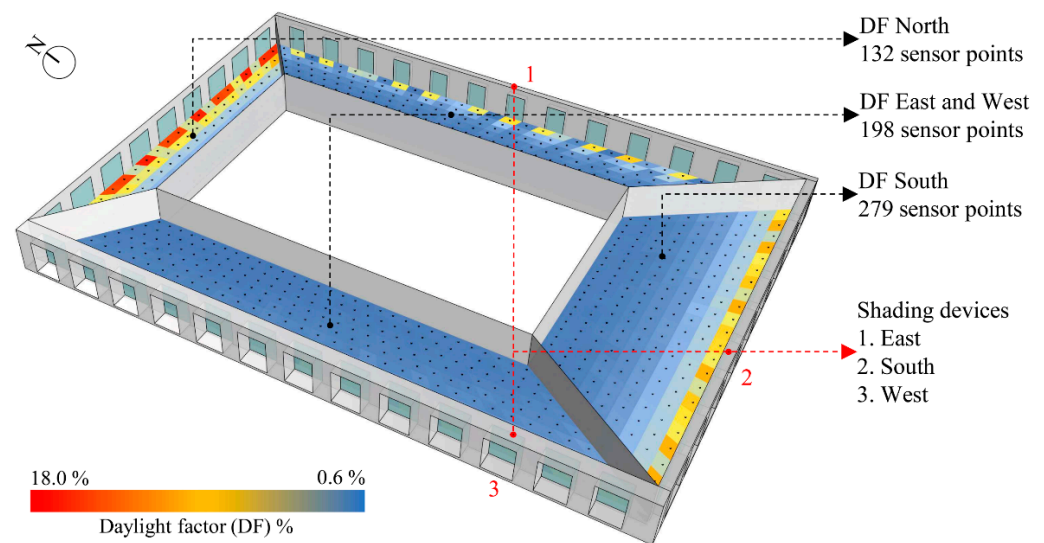 N
DF North
132 sensor points
DF East and West
198 sensor points
DF South
279 sensor points
Shading devices
1. East
2. South
3. West
1
2
3
18.0 %
0.6 %
Daylight factor (DF) %